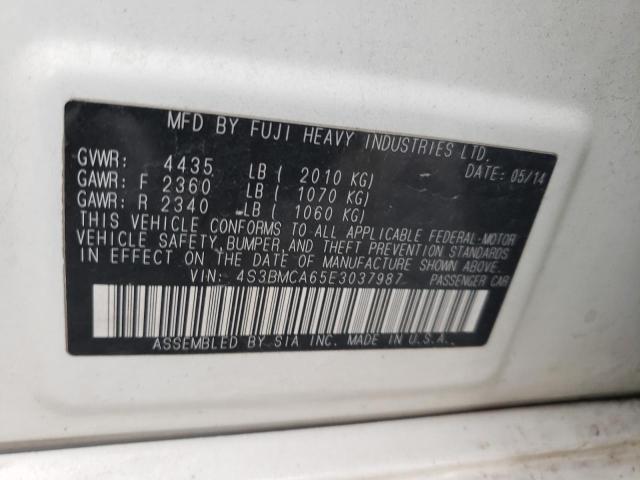 MFD BY FUJI HEAVY INDUSTRIES LTD.
GVWR: 4435 LB ( 2010 KG) DATE: 05/14
GAWR: F 2360 LB ( 1070 KG)
GAWR: R 2340 LB ( 1060 KG)
THIS VEHICLE CONFORMS TO ALL APPLICABLE FEDERAL-MOTOR
VEHICLE SAFETY, BUMPER, AND THEFT PREVENTION STANDARDS
IN EFFECT ON THE DATE OF MANUFACTURE SHOWN ABOVE.
VIN: 4S3BMCA65E3037987 PASSENGER CAR
ASSEMBLED BY SIA INC. MADE IN U.S.A.